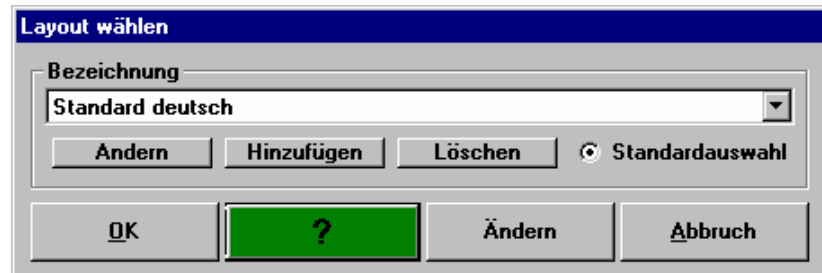 Layout wählen
Bezeichnung
Standard deutsch
Andern Hinzufügen Löschen Standardauswahl
OK ? Ändern Abbruch